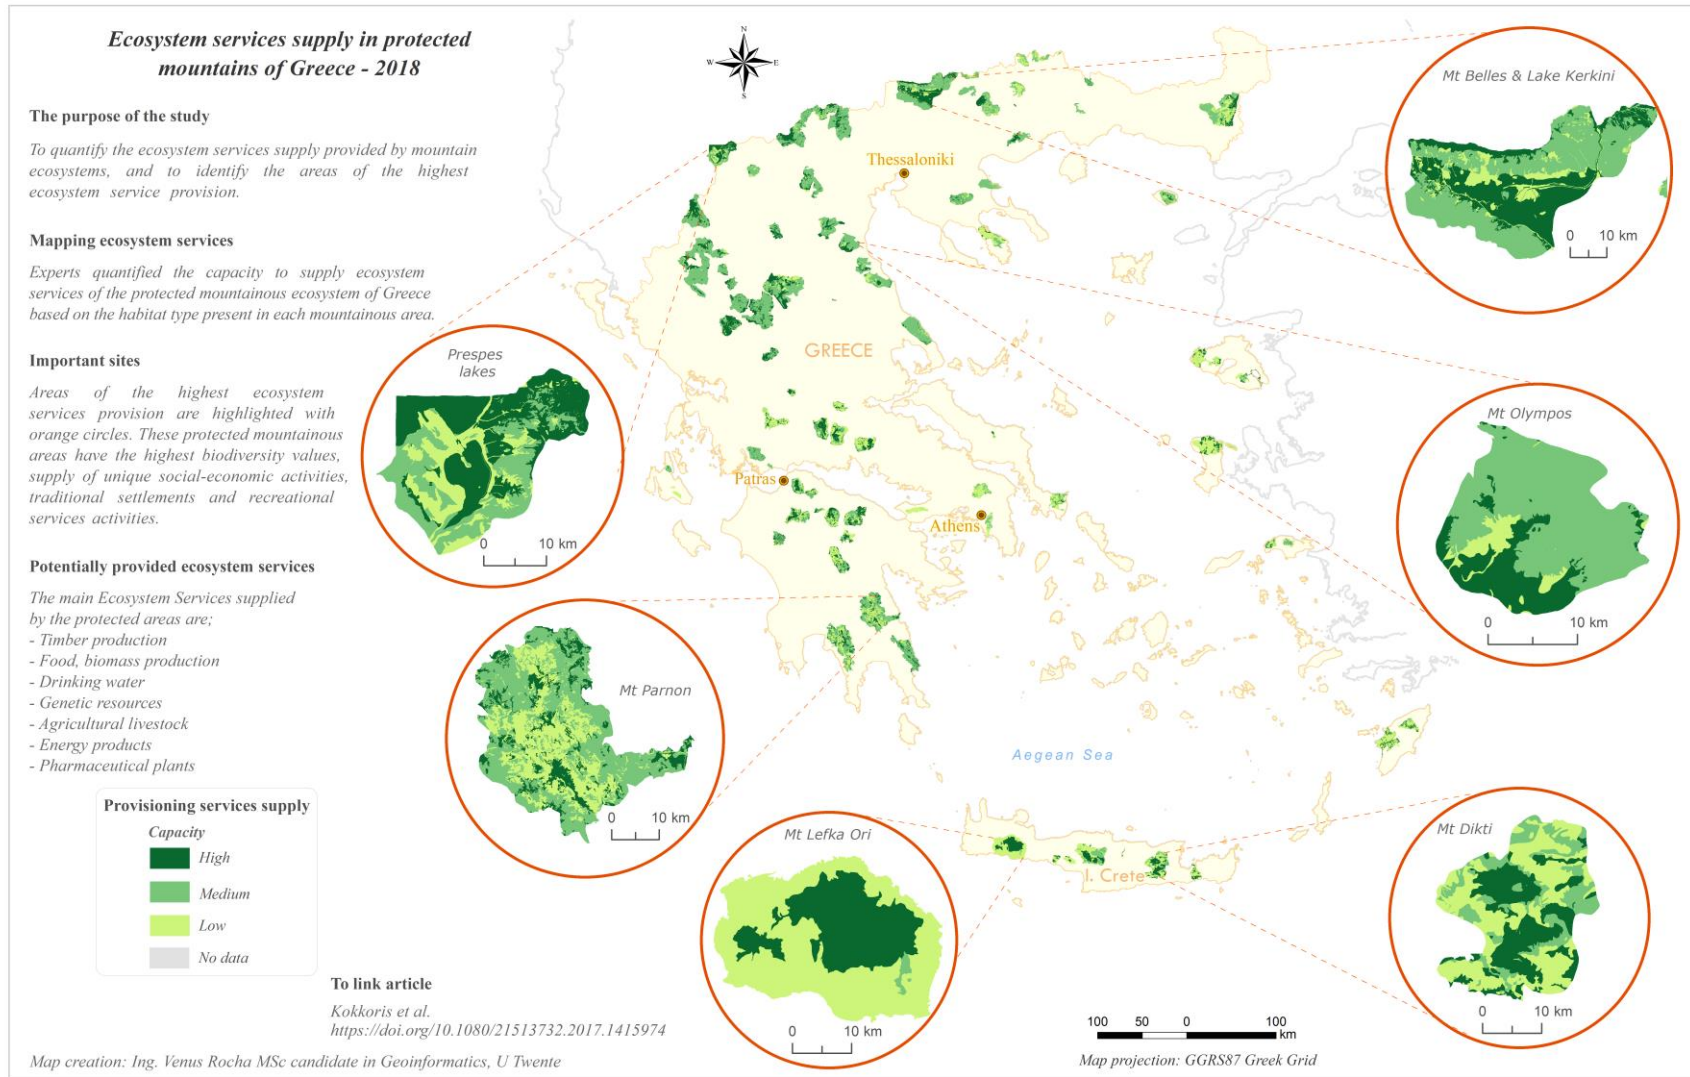 Ecosystem services supply in protected
mountains of Greece - 2018
The purpose of the study
To quantify the ecosystem services supply provided by mountain
ecosystems, and to identify the areas of the highest
ecosystem service provision.
Mapping ecosystem services
Experts quantified the capacity to supply ecosystem
services of the protected mountainous ecosystem of Greece
based on the habitat type present in each mountainous area.
Important sites
Areas of the highest ecosystem
services provision are highlighted with
orange circles. These protected mountainous
areas have the highest biodiversity values,
supply of unique social-economic activities,
traditional settlements and recreational
services activities.
Potentially provided ecosystem services
The main Ecosystem Services supplied
by the protected areas are;
- Timber production
- Food, biomass production
- Drinking water
- Genetic resources
- Agricultural livestock
- Energy products
- Pharmaceutical plants
Provisioning services supply
Capacity
High
Medium
Low
No data
To link article
Kokkoris et al.
https://doi.org/10.1080/21513732.2017.1415974
Map creation: Ing. Venus Rocha MSc candidate in Geoinformatics, U Twente
N
W E
S
Thessaloniki
GREECE
Patras
Athens
Aegean Sea
I. Crete
Prespes
lakes
0 10 km
Mt Parnon
0 10 km
Mt Lefka Ori
0 10 km
Mt Belles & Lake Kerkini
0 10 km
Mt Olympos
0 10 km
Mt Dikti
0 10 km
100 50 0 100
km
Map projection: GGRS87 Greek Grid